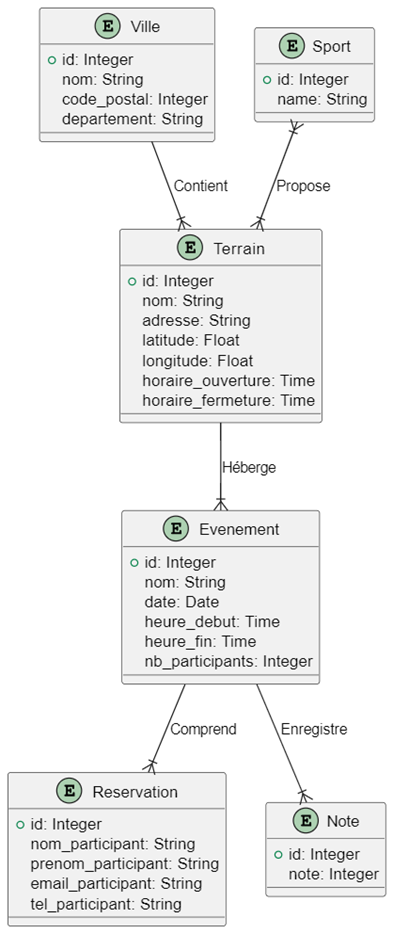 E Ville
id: Integer
nom: String
code_postal: Integer
departement: String
E Sport
id: Integer
name: String
Contient
Propose
E Terrain
id: Integer
nom: String
adresse: String
latitude: Float
longitude: Float
horaire_ouverture: Time
horaire_fermeture: Time
Héberge
E Evenement
id: Integer
nom: String
date: Date
heure_debut: Time
heure_fin: Time
nb_participants: Integer
Comprend
Enregistre
E Reservation
id: Integer
nom_participant: String
prenom_participant: String
email_participant: String
tel_participant: String
E Note
id: Integer
note: Integer